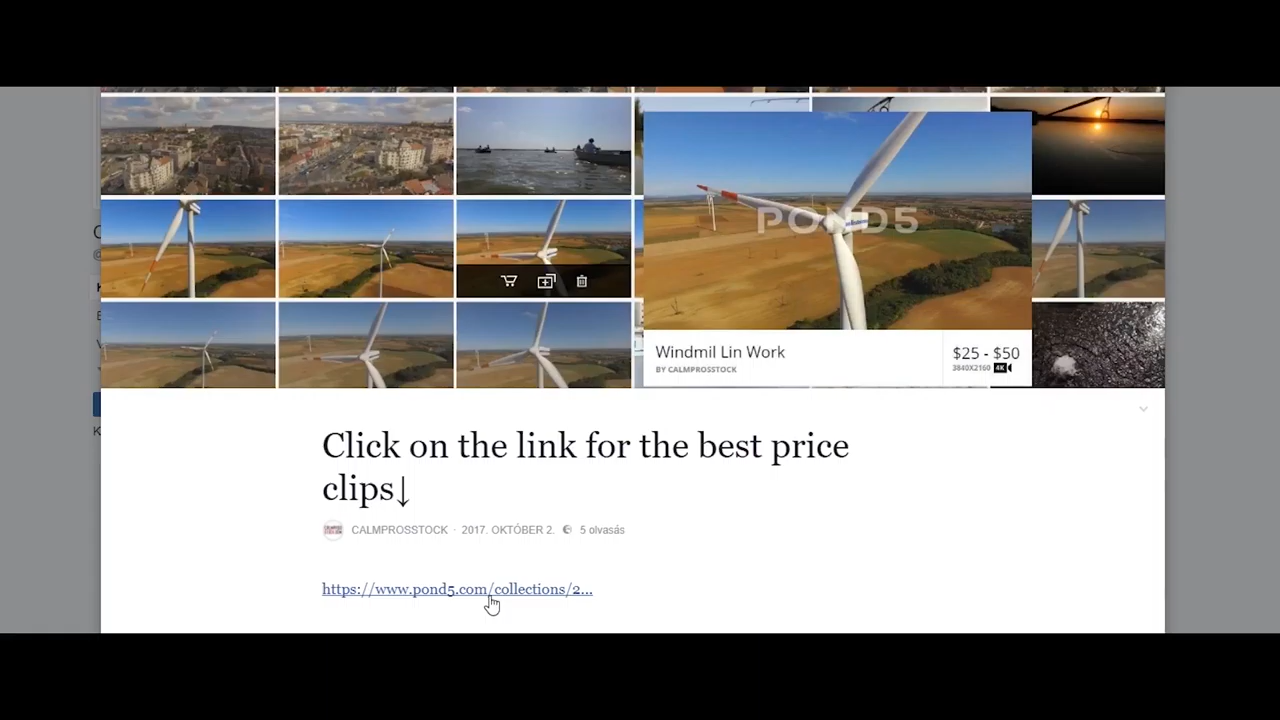 POND5
Windmil Lin Work
$25 - $50
BY CALMPROSSTOCK
3840X2160 4K
Click on the link for the best price
clips↓
CALMPROSSTOCK · 2017. OKTÓBER 2. 5 olvasás
https://www.pond5.com/collections/2...